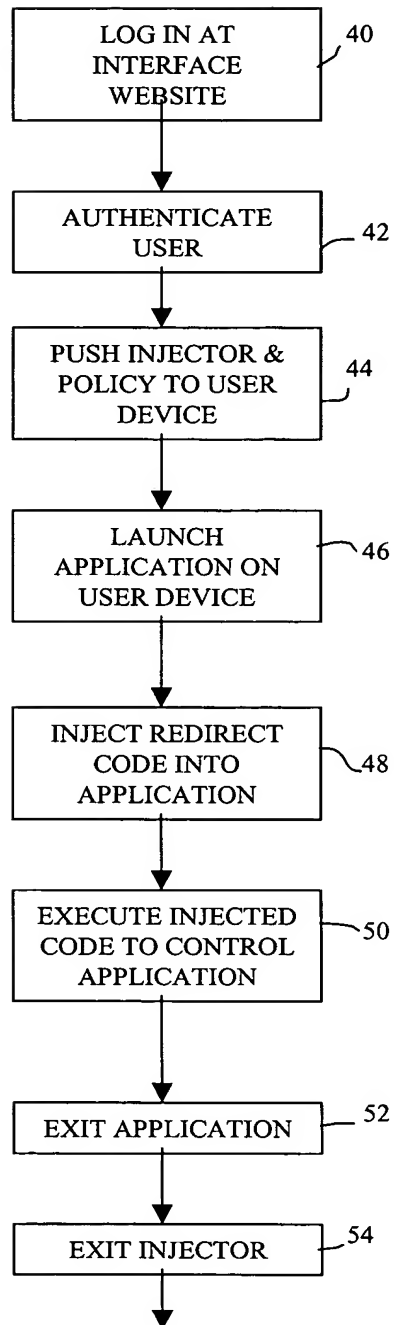 LOG IN AT
INTERFACE
WEBSITE
40
AUTHENTICATE
USER
42
PUSH INJECTOR &
POLICY TO USER
DEVICE
44
LAUNCH
APPLICATION ON
USER DEVICE
46
INJECT REDIRECT
CODE INTO
APPLICATION
48
EXECUTE INJECTED
CODE TO CONTROL
APPLICATION
50
EXIT APPLICATION
52
EXIT INJECTOR
54